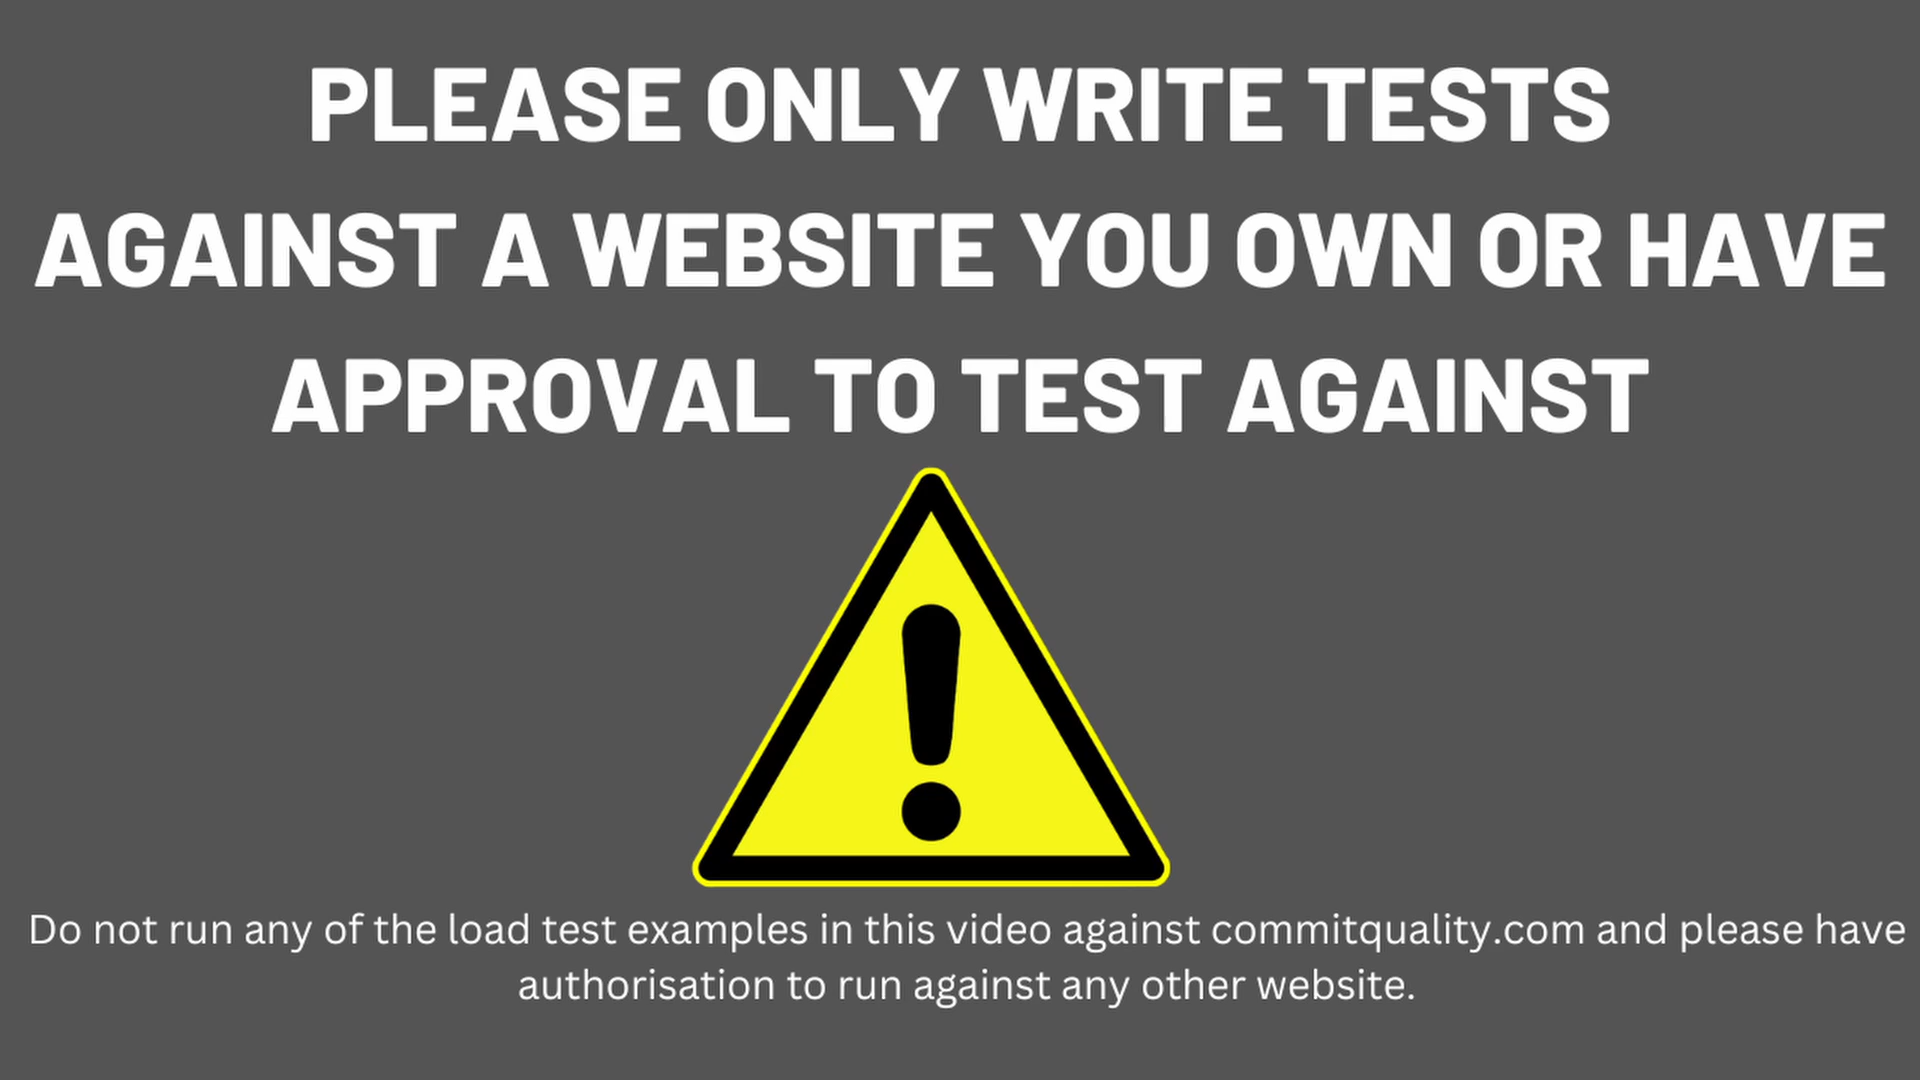 PLEASE ONLY WRITE TESTS
AGAINST A WEBSITE YOU OWN OR HAVE
APPROVAL TO TEST AGAINST
Do not run any of the load test examples in this video against commitquality.com and please have
authorisation to run against any other website.